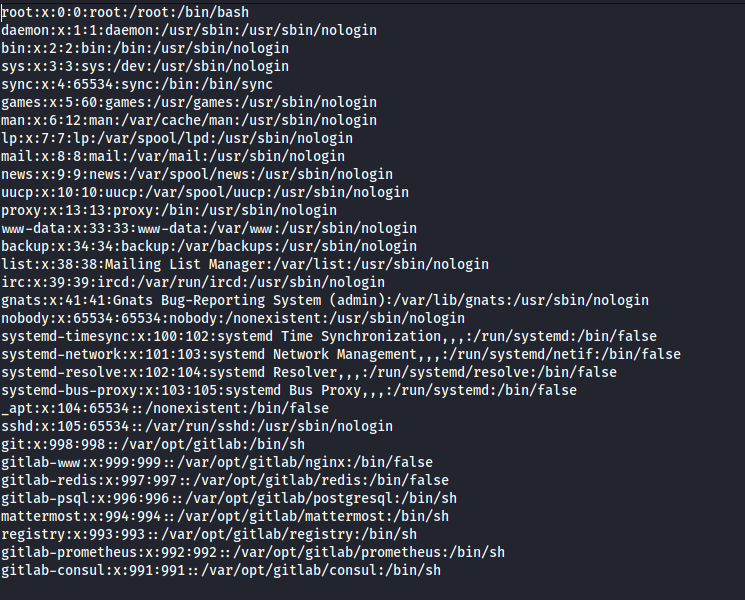 root:x:0:0:root:/root:/bin/bash
daemon:x:1:1:daemon:/usr/sbin:/usr/sbin/nologin
bin:x:2:2:bin:/bin:/usr/sbin/nologin
sys:x:3:3:sys:/dev:/usr/sbin/nologin
sync:x:4:65534:sync:/bin:/bin/sync
games:x:5:60:games:/usr/games:/usr/sbin/nologin
man:x:6:12:man:/var/cache/man:/usr/sbin/nologin
lp:x:7:7:lp:/var/spool/lpd:/usr/sbin/nologin
mail:x:8:8:mail:/var/mail:/usr/sbin/nologin
news:x:9:9:news:/var/spool/news:/usr/sbin/nologin
uucp:x:10:10:uucp:/var/spool/uucp:/usr/sbin/nologin
proxy:x:13:13:proxy:/bin:/usr/sbin/nologin
www-data:x:33:33:www-data:/var/www:/usr/sbin/nologin
backup:x:34:34:backup:/var/backups:/usr/sbin/nologin
list:x:38:38:Mailing List Manager:/var/list:/usr/sbin/nologin
irc:x:39:39:ircd:/var/run/ircd:/usr/sbin/nologin
gnats:x:41:41:Gnats Bug-Reporting System (admin):/var/lib/gnats:/usr/sbin/nologin
nobody:x:65534:65534:nobody:/nonexistent:/usr/sbin/nologin
systemd-timesync:x:100:102:systemd Time Synchronization,,,:/run/systemd:/bin/false
systemd-network:x:101:103:systemd Network Management,,,:/run/systemd/netif:/bin/false
systemd-resolve:x:102:104:systemd Resolver,,,:/run/systemd/resolve:/bin/false
systemd-bus-proxy:x:103:105:systemd Bus Proxy,,,:/run/systemd:/bin/false
_apt:x:104:65534::/nonexistent:/bin/false
sshd:x:105:65534::/var/run/sshd:/usr/sbin/nologin
git:x:998:998::/var/opt/gitlab:/bin/sh
gitlab-www:x:999:999::/var/opt/gitlab/nginx:/bin/false
gitlab-redis:x:997:997::/var/opt/gitlab/redis:/bin/false
gitlab-psql:x:996:996::/var/opt/gitlab/postgresql:/bin/sh
mattermost:x:994:994::/var/opt/gitlab/mattermost:/bin/sh
registry:x:993:993::/var/opt/gitlab/registry:/bin/sh
gitlab-prometheus:x:992:992::/var/opt/gitlab/prometheus:/bin/sh
gitlab-consul:x:991:991::/var/opt/gitlab/consul:/bin/sh